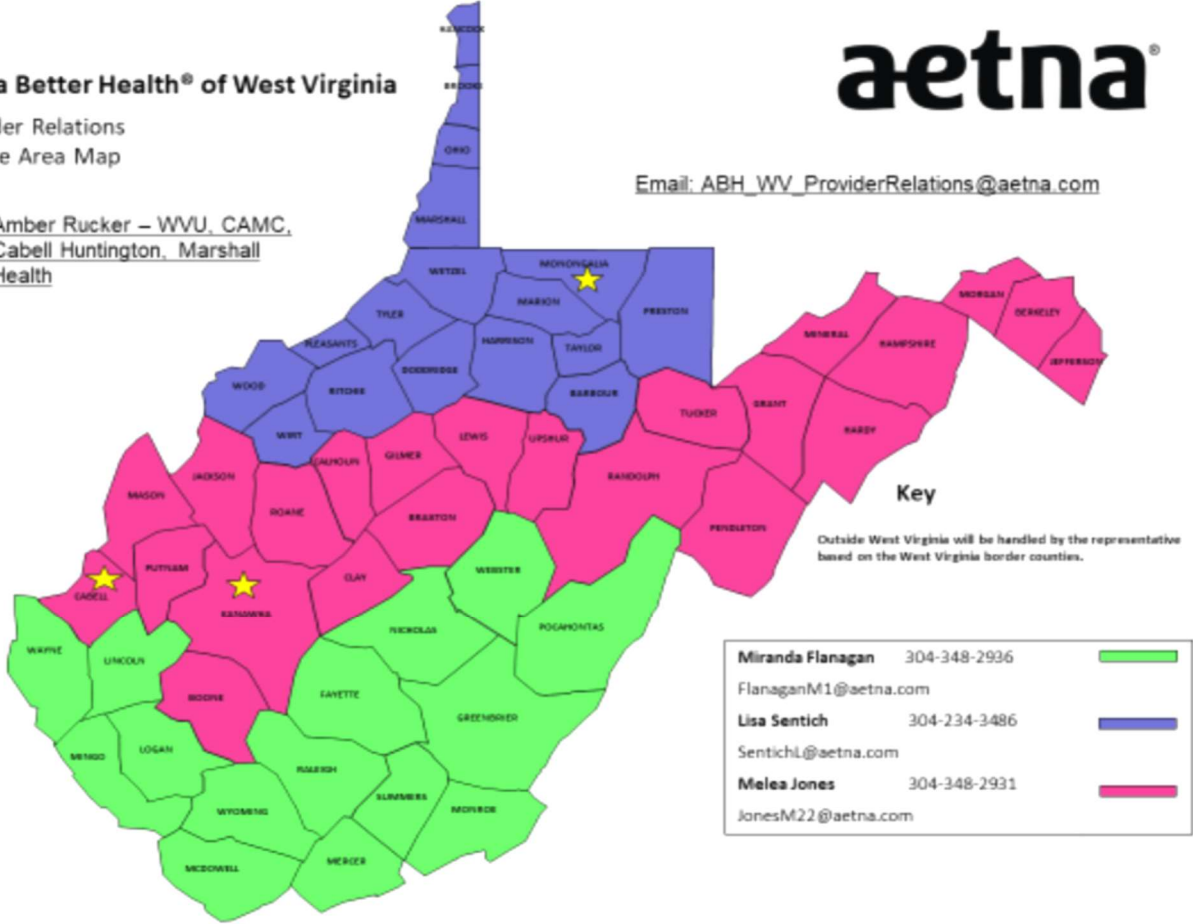 a Better Health® of West Virginia
ler Relations
e Area Map
Amber Rucker – WVU, CAMC,
Cabell Huntington, Marshall
Health
aetna®
Email: ABH_WV_ProviderRelations@aetna.com
HANCOCK
BROOKE
OHIO
MARSHALL
WETZEL
MONONGALIA
MARION
PRESTON
TYLER
PLEASANTS
HARRISON
TAYLOR
DODDRIDGE
WOOD
RITCHIE
BARBOUR
WIRT
MORGAN
BERKELEY
JEFFERSON
MINERAL
HAMPSHIRE
GRANT
TUCKER
HARDY
LEWIS
UPSHUR
GILMER
CALHOUN
JACKSON
RANDOLPH
MASON
ROANE
BRAXTON
PENDLETON
PUTNAM
CLAY
WEBSTER
CABELL
KANAWHA
NICHOLAS
POCAHONTAS
WAYNE
LINCOLN
BOONE
FAYETTE
GREENBRIER
MINGO
LOGAN
RALEIGH
SUMMERS
MONROE
WYOMING
MERCER
MCDOWELL
Key
Outside West Virginia will be handled by the representative
based on the West Virginia border counties.
Miranda Flanagan 304-348-2936
FlanaganM1@aetna.com
Lisa Sentich 304-234-3486
SentichL@aetna.com
Melea Jones 304-348-2931
JonesM22@aetna.com